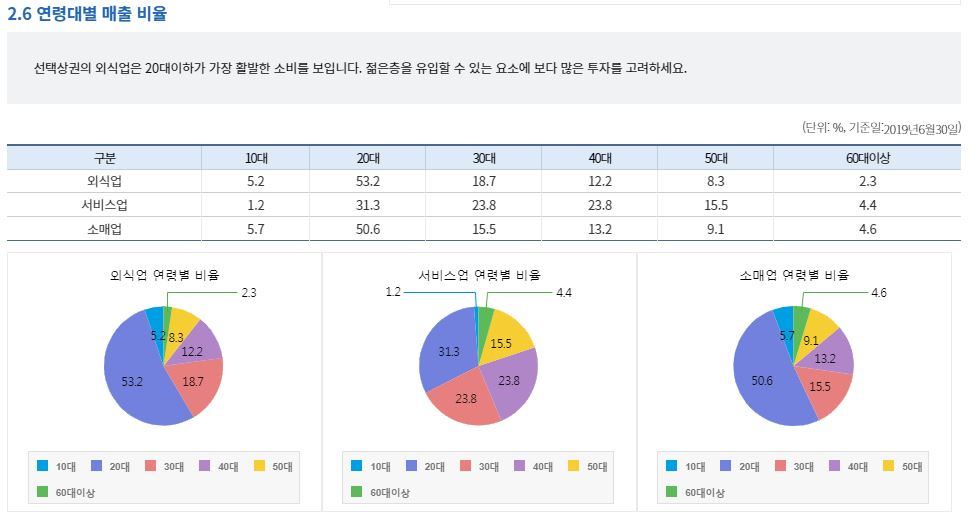 2.6 연령대별 매출 비율
선택상권의 외식업은 20대이하가 가장 활발한 소비를 보입니다. 젊은층을 유입할 수 있는 요소에 보다 많은 투자를 고려하세요.
(단위: %, 기준일:2019년6월30일)
구분 10대 20대 30대 40대 50대 60대이상
외식업 5.2 53.2 18.7 12.2 8.3 2.3
서비스업 1.2 31.3 23.8 23.8 15.5 4.4
소매업 5.7 50.6 15.5 13.2 9.1 4.6
외식업 연령별 비율
2.3
5.2 8.3
12.2
53.2 18.7
10대 20대 30대 40대 50대
60대이상
서비스업 연령별 비율
1.2 4.4
15.5
31.3
23.8
23.8
10대 20대 30대 40대 50대
60대이상
소매업 연령별 비율
4.6
5.7 9.1
13.2
50.6 15.5
10대 20대 30대 40대 50대
60대이상